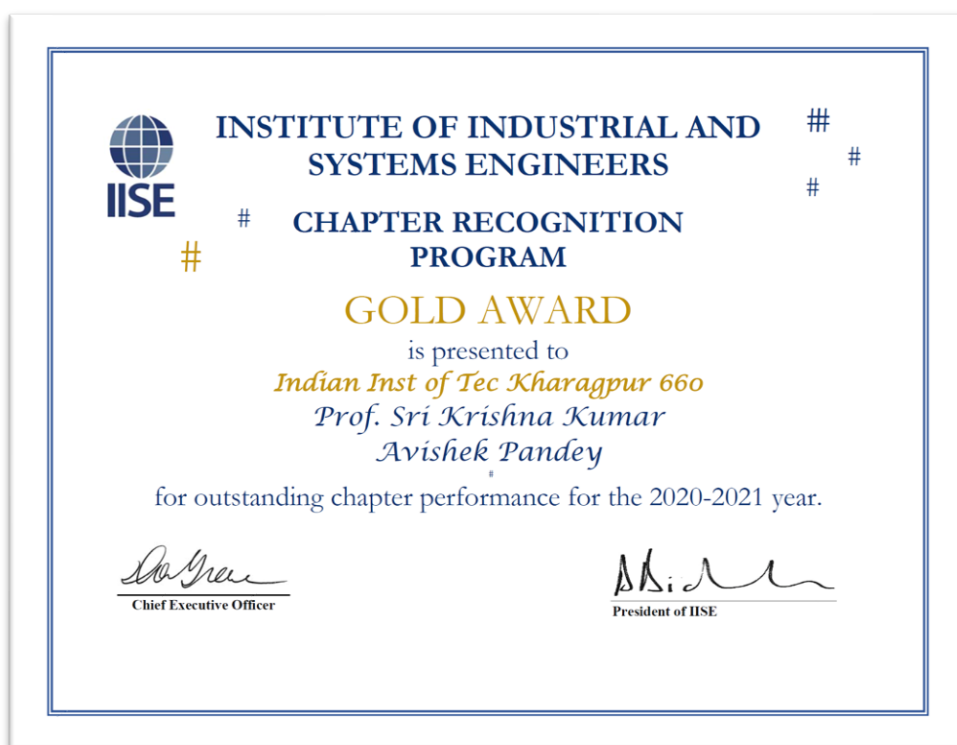 INSTITUTE OF INDUSTRIAL AND
SYSTEMS ENGINEERS
IISE
#
#
#
#
CHAPTER RECOGNITION
PROGRAM
#
GOLD AWARD
is presented to
Indian Inst of Tec Kharagpur 660
Prof. Sri Krishna Kumar
Avishek Pandey
#
for outstanding chapter performance for the 2020-2021 year.
Chief Executive Officer
President of IISE